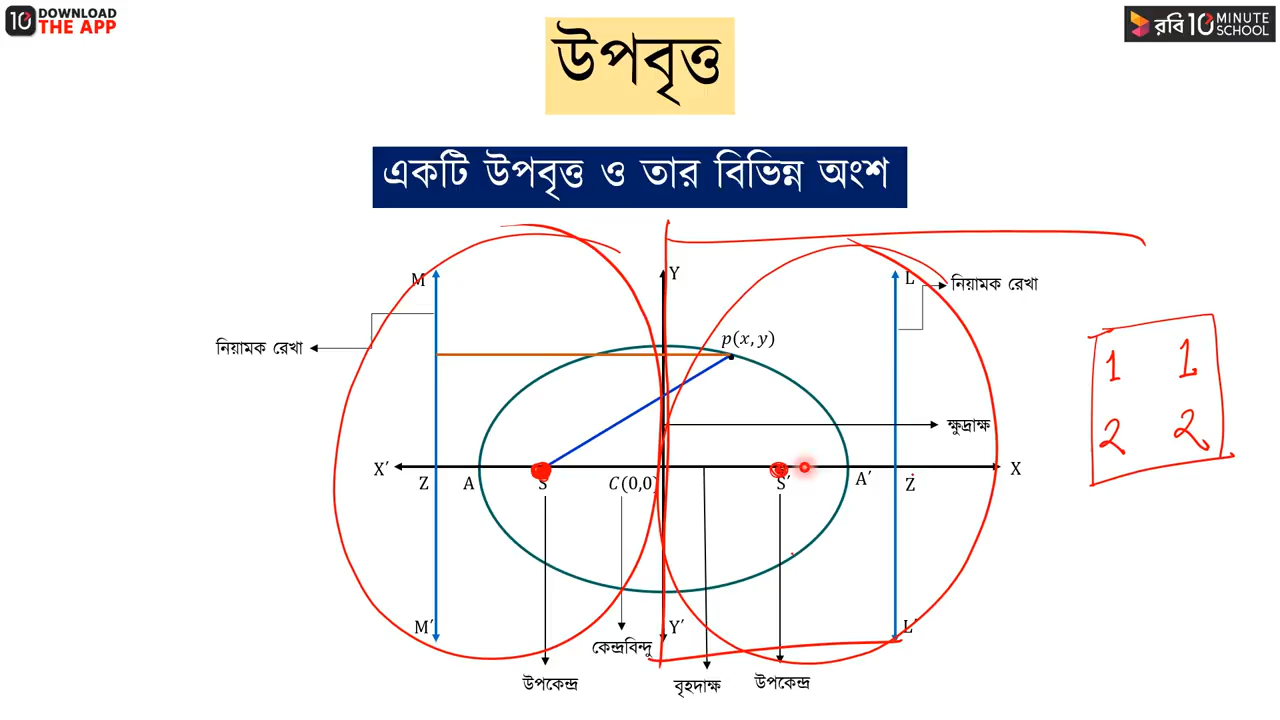 10 DOWNLOAD THE APP
রবি 10 MINUTE SCHOOL
উপবৃত্ত
একটি উপবৃত্ত ও তার বিভিন্ন অংশ
M
Y
L
নিয়ামক রেখা
নিয়ামক রেখা
p(x, y)
1 1
ক্ষুদ্রাক্ষ
2 2
X′
X
Z
A
S
C(0,0)
S′
A′
Z
M′
Y′
L′
কেন্দ্রবিন্দু
উপকেন্দ্র
বৃহদাক্ষ
উপকেন্দ্র